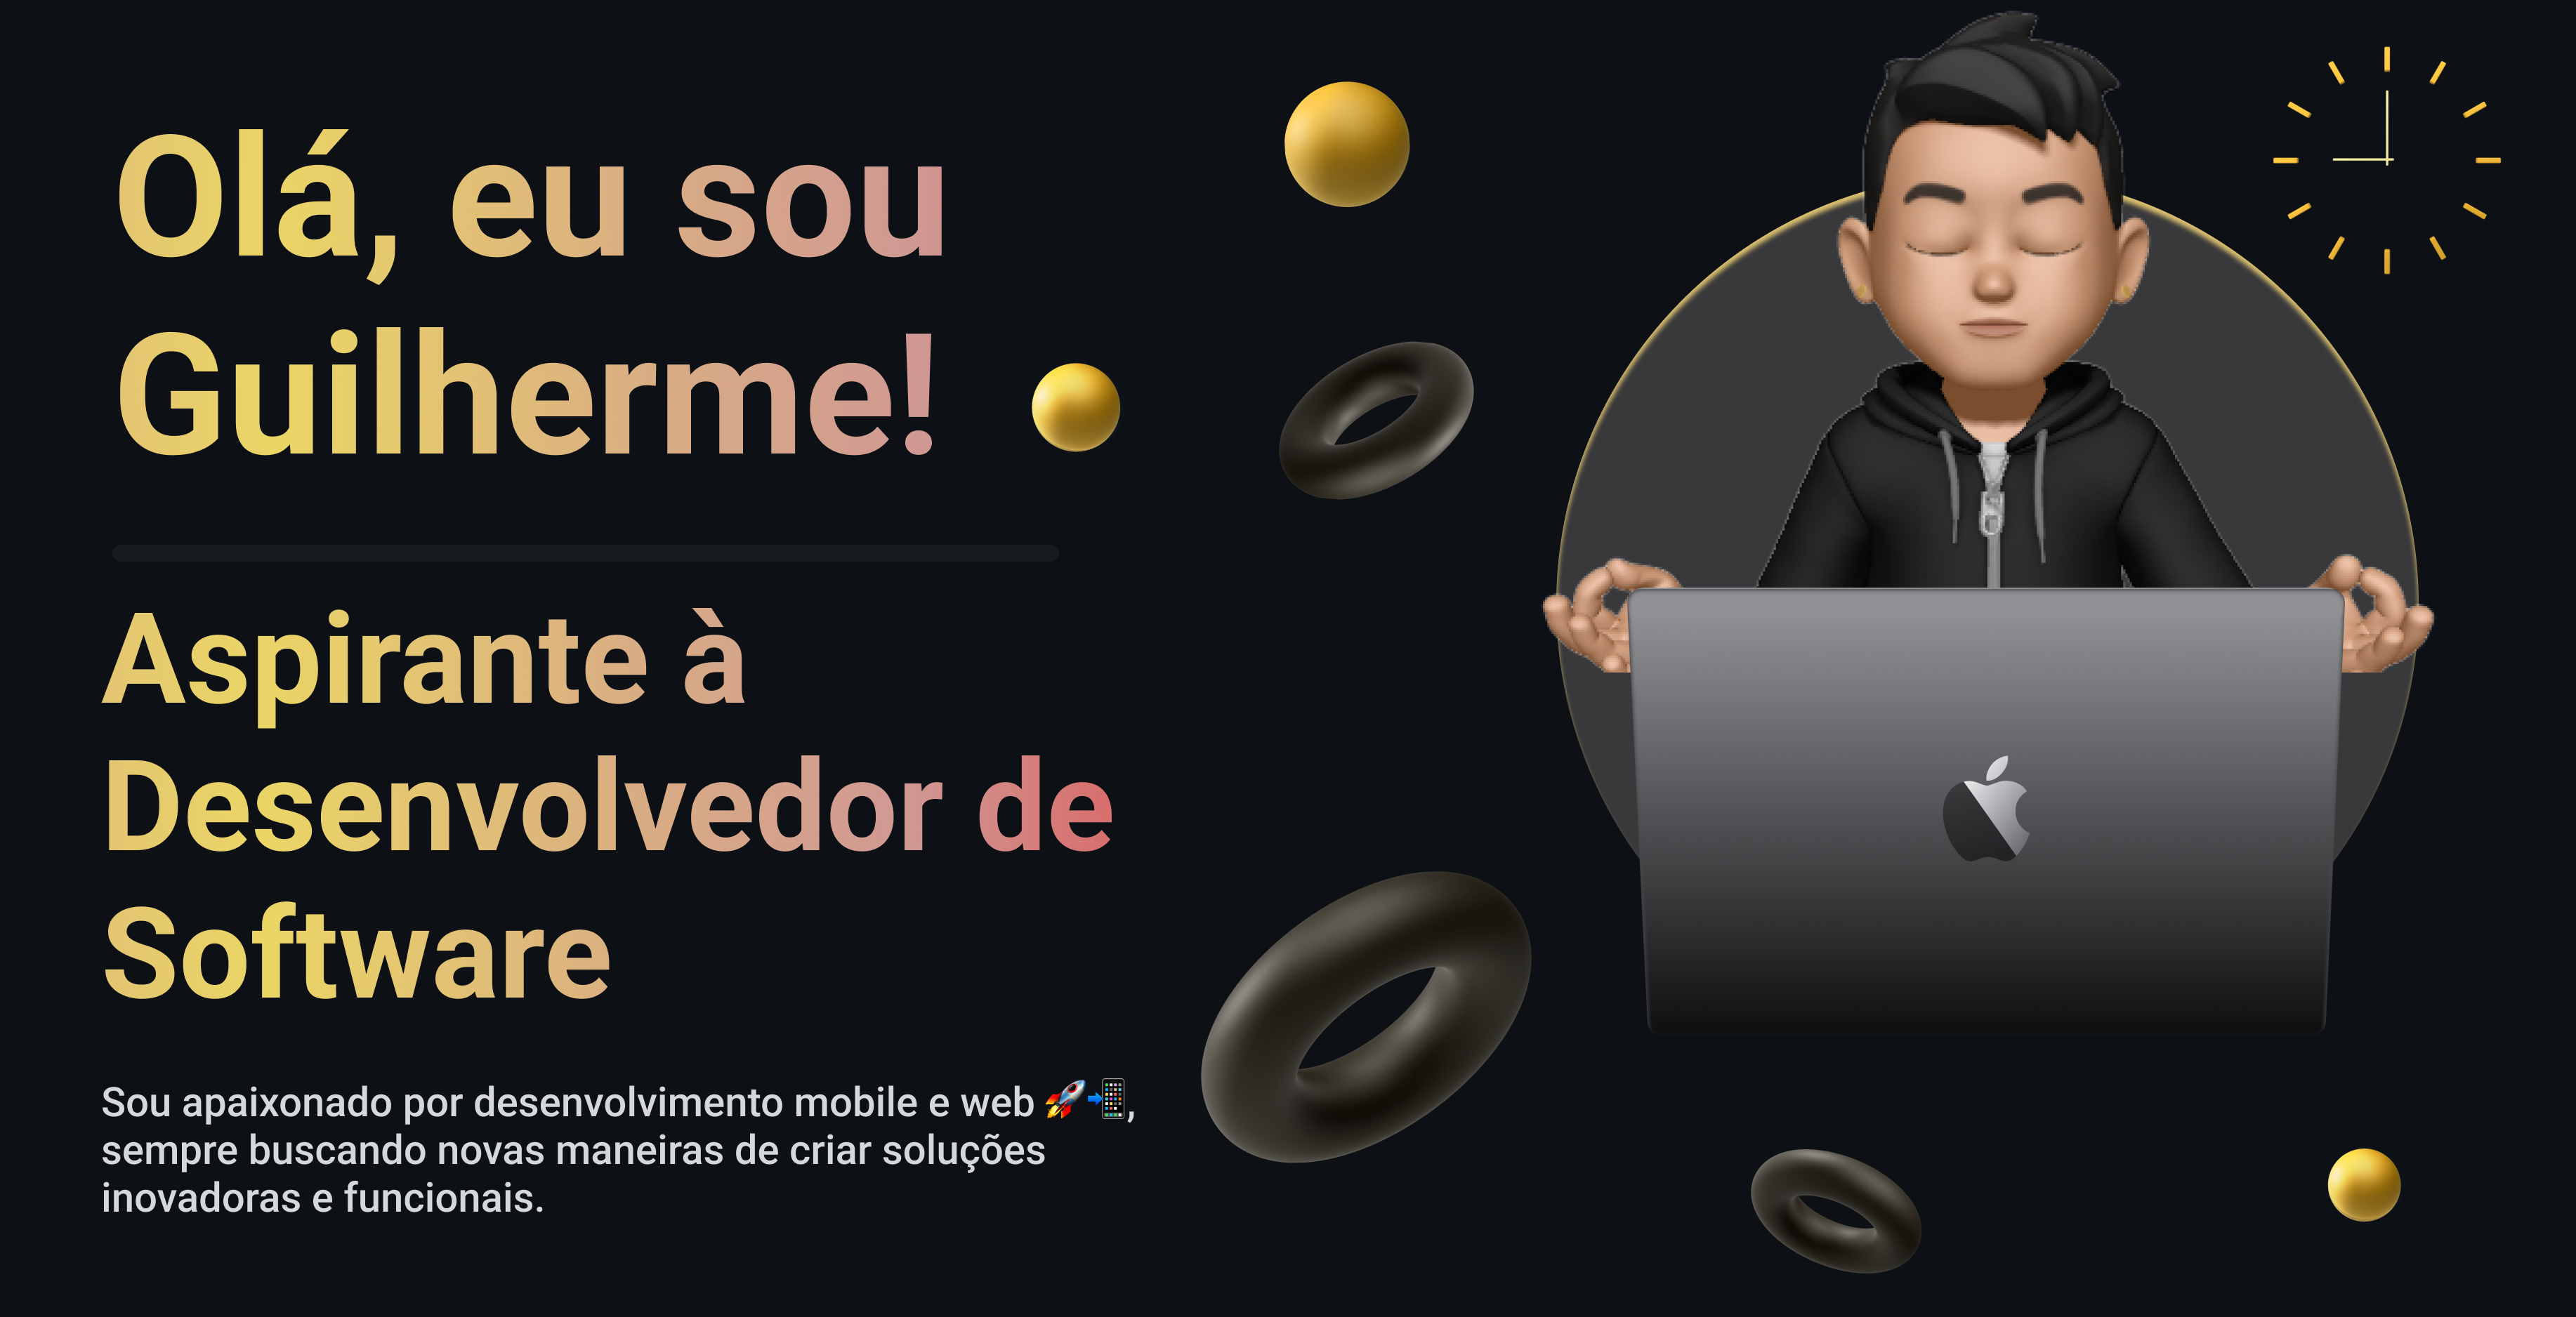 Olá, eu sou
Guilherme!
Aspirante à
Desenvolvedor de
Software
Sou apaixonado por desenvolvimento mobile e web 🚀📲,
sempre buscando novas maneiras de criar soluções
inovadoras e funcionais.